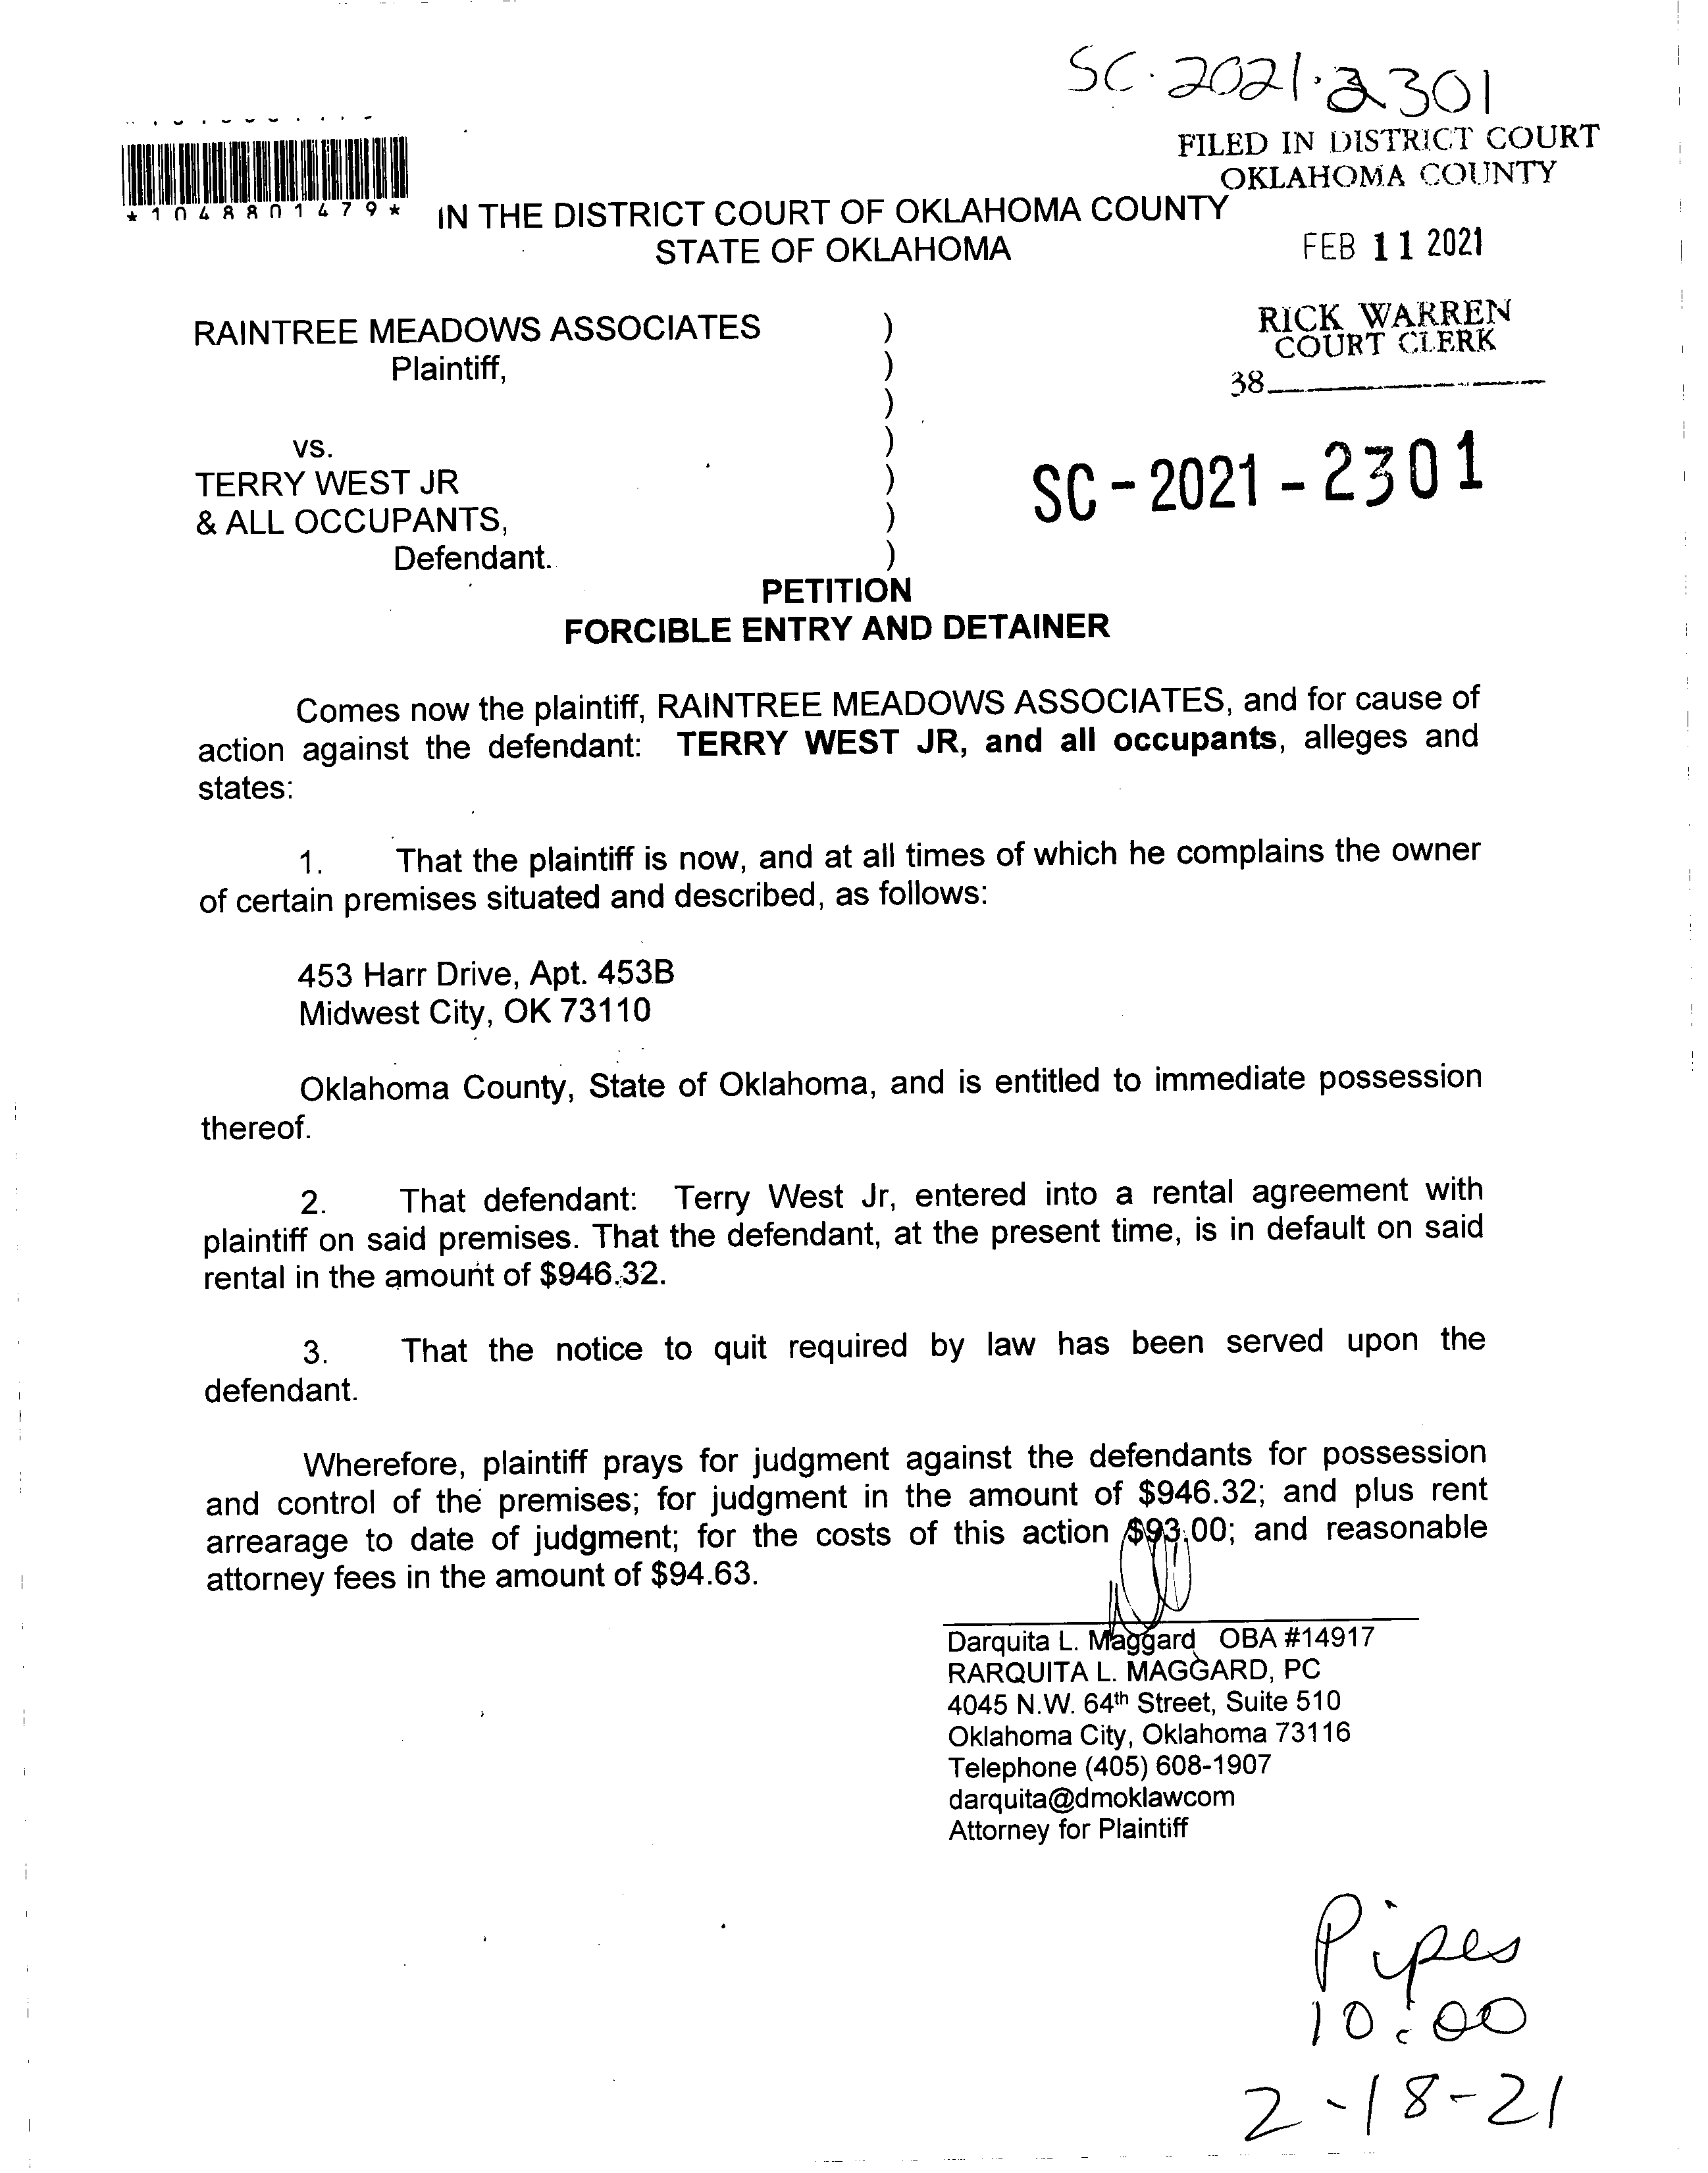 SC-2021-2301
FILED IN DISTRICT COURT
OKLAHOMA COUNTY
*1048801479*
IN THE DISTRICT COURT OF OKLAHOMA COUNTY
STATE OF OKLAHOMA
FEB 11 2021
RICK WARREN
COURT CLERK
38
RAINTREE MEADOWS ASSOCIATES )
Plaintiff, )
)
vs. )
TERRY WEST JR )
& ALL OCCUPANTS, )
Defendant. )
SC-2021-2301
PETITION
FORCIBLE ENTRY AND DETAINER
Comes now the plaintiff, RAINTREE MEADOWS ASSOCIATES, and for cause of
action against the defendant: TERRY WEST JR, and all occupants, alleges and
states:
1. That the plaintiff is now, and at all times of which he complains the owner
of certain premises situated and described, as follows:
453 Harr Drive, Apt. 453B
Midwest City, OK 73110
Oklahoma County, State of Oklahoma, and is entitled to immediate possession
thereof.
2. That defendant: Terry West Jr, entered into a rental agreement with
plaintiff on said premises. That the defendant, at the present time, is in default on said
rental in the amount of $946.32.
3. That the notice to quit required by law has been served upon the
defendant.
Wherefore, plaintiff prays for judgment against the defendants for possession
and control of the premises; for judgment in the amount of $946.32; and plus rent
arrearage to date of judgment; for the costs of this action $93.00; and reasonable
attorney fees in the amount of $94.63.
Darquita L. Maggard OBA #14917
RARQUITA L. MAGGARD, PC
4045 N.W. 64th Street, Suite 510
Oklahoma City, Oklahoma 73116
Telephone (405) 608-1907
darquita@dmoklawcom
Attorney for Plaintiff
Pipes
10:00
2-18-21